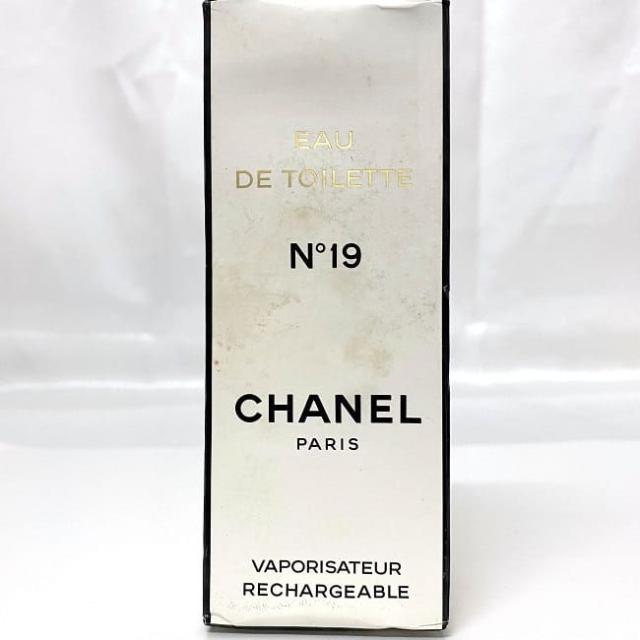 EAU
DE TOILETTE
N°19
CHANEL
PARIS
VAPORISATEUR
RECHARGEABLE